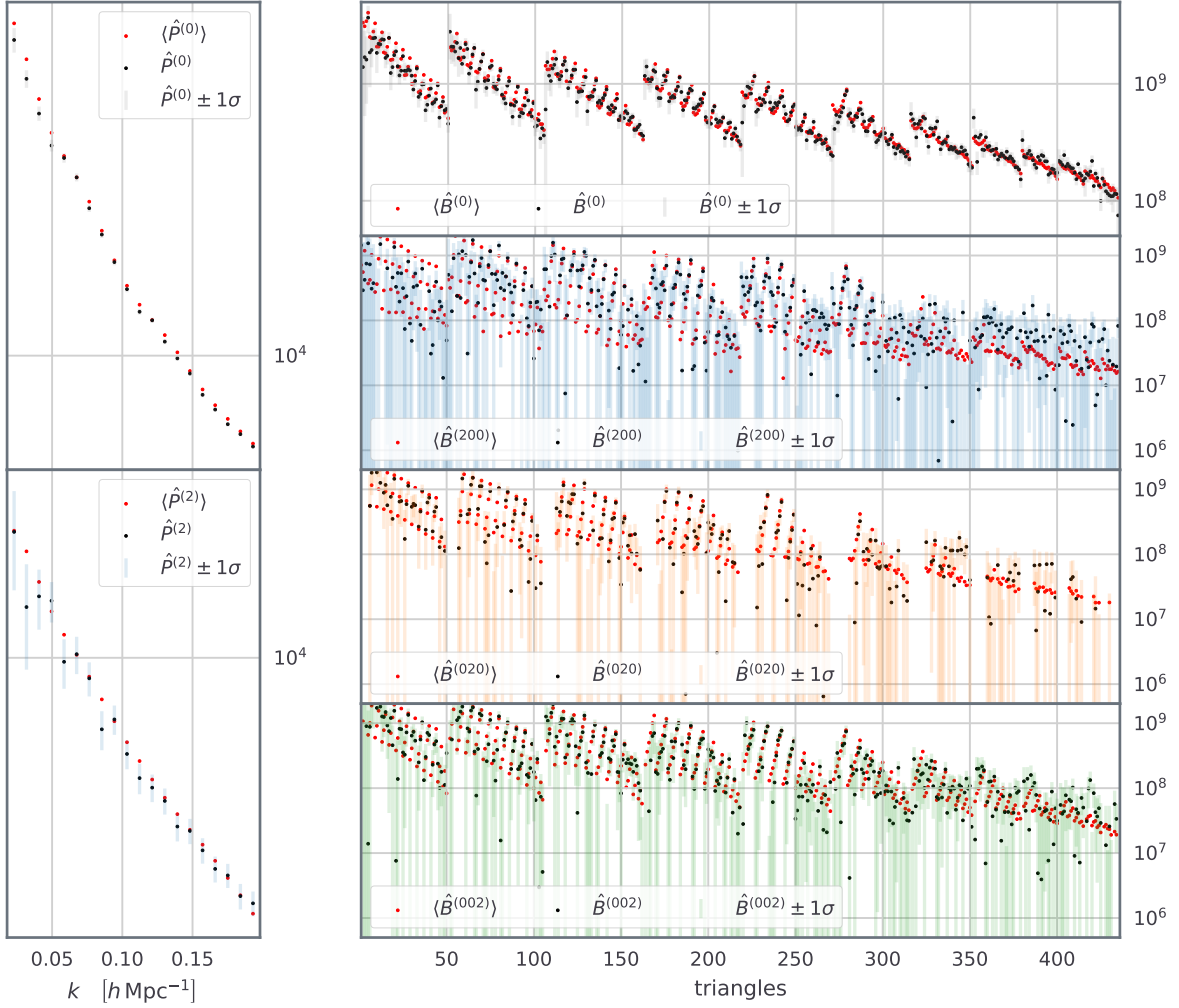 ⟨P̂⁽⁰⁾⟩
P̂⁽⁰⁾
P̂⁽⁰⁾ ± 1σ
10⁴
⟨P̂⁽²⁾⟩
P̂⁽²⁾
P̂⁽²⁾ ± 1σ
10⁴
0.05 0.10 0.15
k [h Mpc⁻¹]
10⁹
10⁸
⟨B̂⁽⁰⁾⟩ B̂⁽⁰⁾ B̂⁽⁰⁾ ± 1σ
10⁹
10⁸
10⁷
10⁶
⟨B̂⁽²⁰⁰⁾⟩ B̂⁽²⁰⁰⁾ B̂⁽²⁰⁰⁾ ± 1σ
10⁹
10⁸
10⁷
10⁶
⟨B̂⁽⁰²⁰⁾⟩ B̂⁽⁰²⁰⁾ B̂⁽⁰²⁰⁾ ± 1σ
10⁹
10⁸
10⁷
10⁶
⟨B̂⁽⁰⁰²⁾⟩ B̂⁽⁰⁰²⁾ B̂⁽⁰⁰²⁾ ± 1σ
50 100 150 200 250 300 350 400
triangles